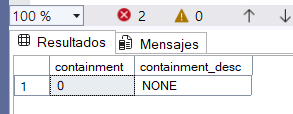 100 % 2 0
Resultados Mensajes
containment containment_desc
1 0 NONE